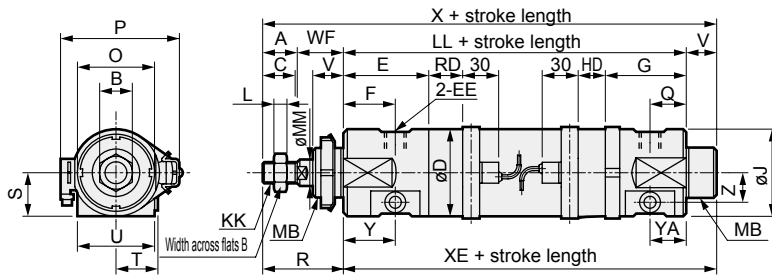 X + stroke length
P
A
WF
LL + stroke length
V
O
C
V
E
RD
30
30
HD
G
B
L
øMM
F
2-EE
Q
S
øD
Z
øJ
KK
MB
MB
U
Width across flats B
Y
YA
T
R
XE + stroke length